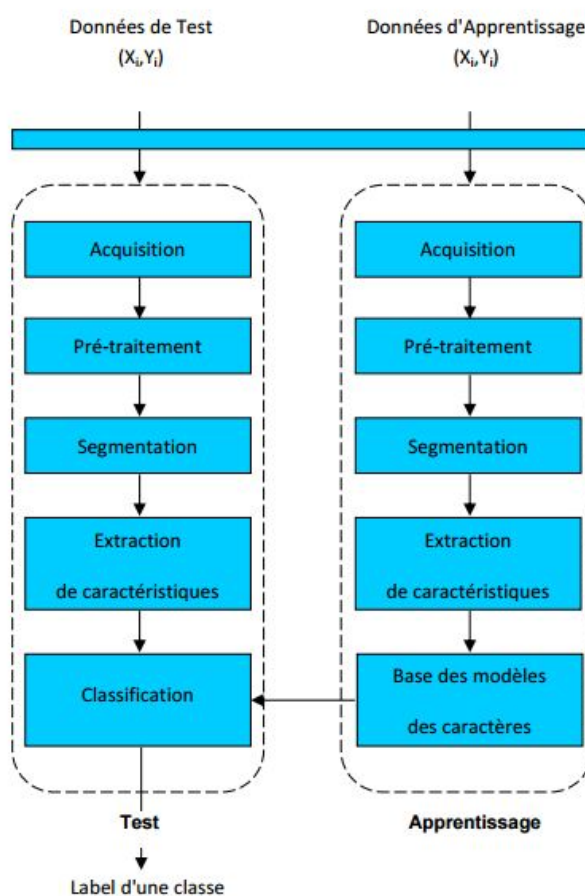 Données de Test
(Xi,Yi)
Données d'Apprentissage
(Xi,Yi)
Acquisition
Pré-traitement
Segmentation
Extraction
de caractéristiques
Classification
Test
Label d'une classe
Acquisition
Pré-traitement
Segmentation
Extraction
de caractéristiques
Base des modèles
des caractères
Apprentissage